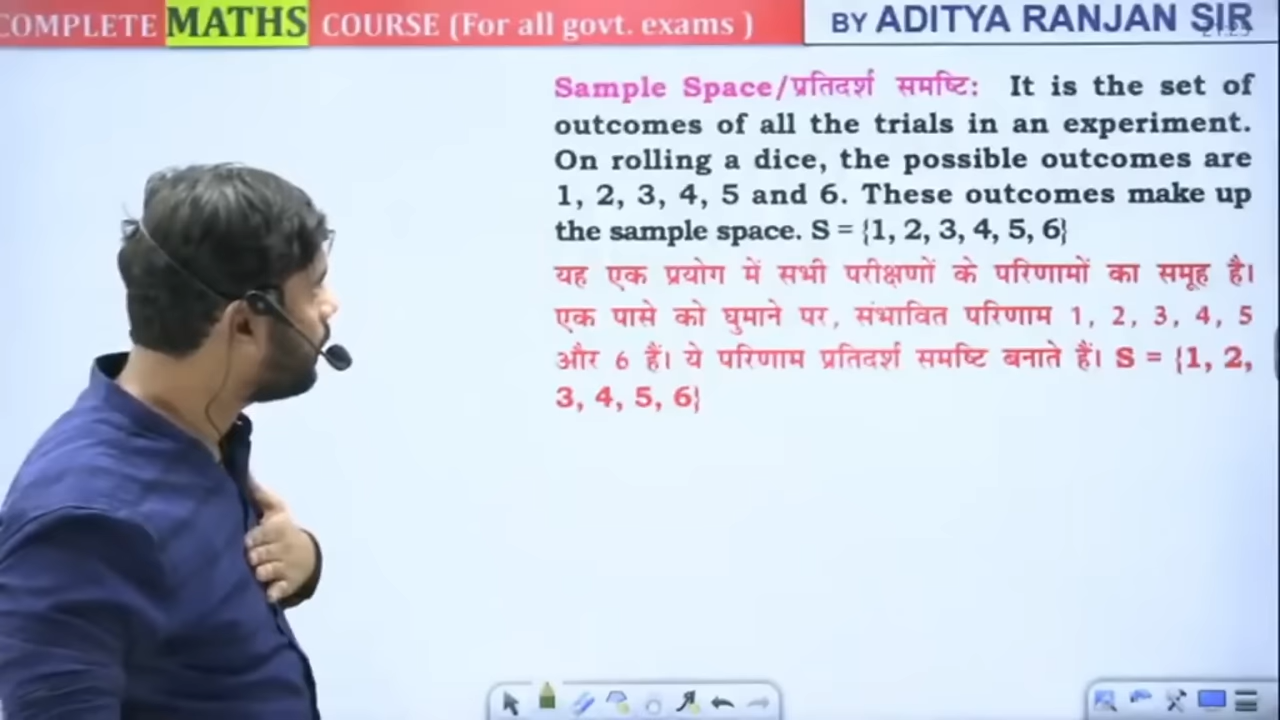 COMPLETE MATHS COURSE (For all govt. exams )
BY ADITYA RANJAN SIR
Sample Space/प्रतिदर्श समष्टि: It is the set of
outcomes of all the trials in an experiment.
On rolling a dice, the possible outcomes are
1, 2, 3, 4, 5 and 6. These outcomes make up
the sample space. S = {1, 2, 3, 4, 5, 6}
यह एक प्रयोग में सभी परीक्षणों के परिणामों का समूह है।
एक पासे को घुमाने पर, संभावित परिणाम 1, 2, 3, 4, 5
और 6 हैं। ये परिणाम प्रतिदर्श समष्टि बनाते हैं। S = {1, 2,
3, 4, 5, 6}